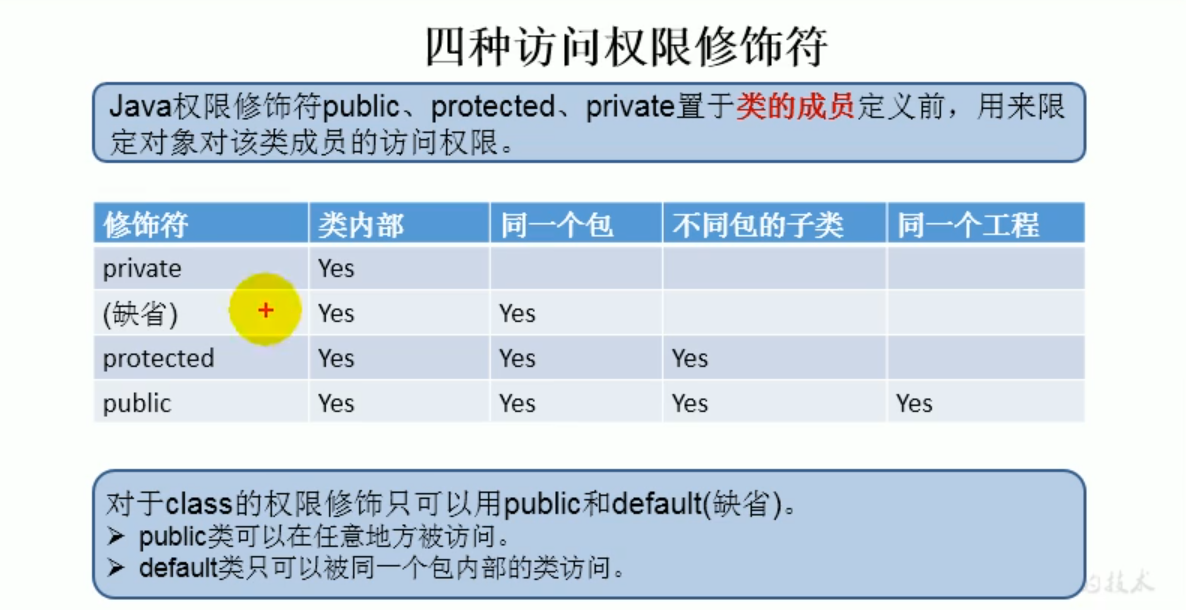 四种访问权限修饰符
Java权限修饰符public、protected、private置于类的成员定义前，用来限
定对象对该类成员的访问权限。
修饰符 类内部 同一个包 不同包的子类 同一个工程
private Yes
(缺省) Yes Yes
protected Yes Yes Yes
public Yes Yes Yes Yes
对于class的权限修饰只可以用public和default(缺省)。
➢ public类可以在任意地方被访问。
➢ default类只可以被同一个包内部的类访问。
的技术